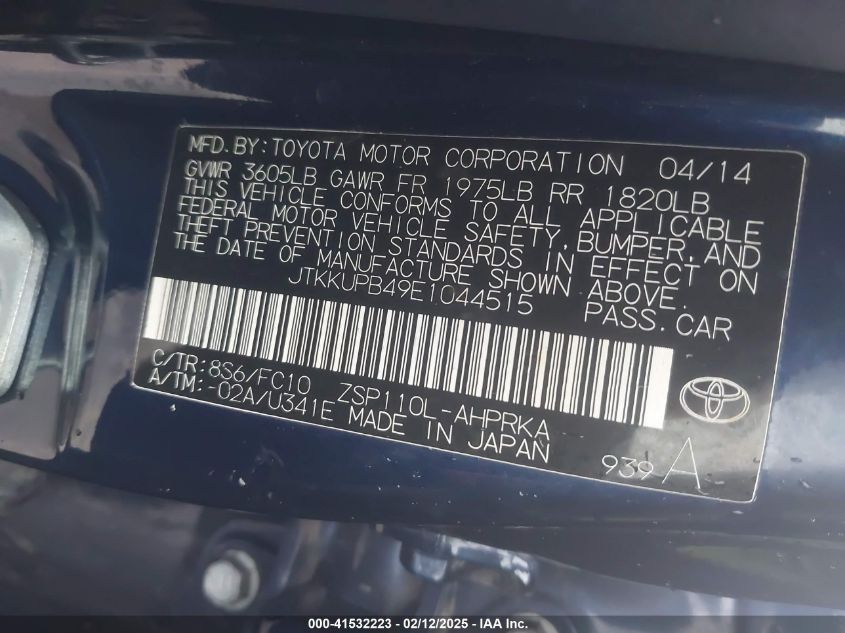 MFD. BY: TOYOTA MOTOR CORPORATION 04/14
GVWR 3605LB GAWR FR 1975LB RR 1820LB
THIS VEHICLE CONFORMS TO ALL APPLICABLE
FEDERAL MOTOR VEHICLE SAFETY, BUMPER, AND
THEFT PREVENTION STANDARDS IN EFFECT ON
THE DATE OF MANUFACTURE SHOWN ABOVE.
JTKKUPB49E1044515 PASS. CAR
C/TR: 8S6/FC10 ZSP110L-AHPRKA
A/TM: -02A/U341E MADE IN JAPAN
939 A
000-41532223 - 02/12/2025 - IAA Inc.